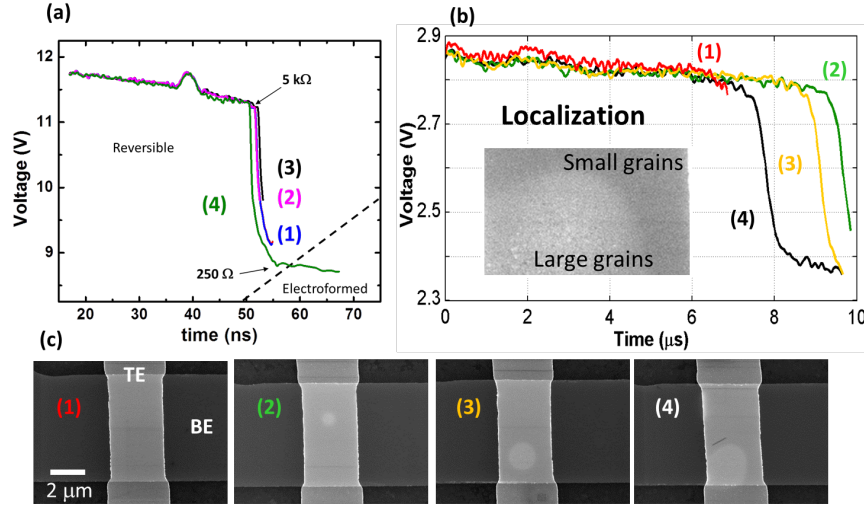 (a)
12
11
10
9
Voltage (V)
5 kΩ
Reversible
(3)
(2)
(4)
(1)
250 Ω
Electroformed
20 30 40 50 60 70
time (ns)
(b)
2.9
2.7
2.5
2.3
Voltage (V)
(1)
(2)
Localization
Small grains
(3)
(4)
Large grains
0 2 4 6 8 10
Time (μs)
(c)
TE
(1)
BE
2 μm
(2)
(3)
(4)